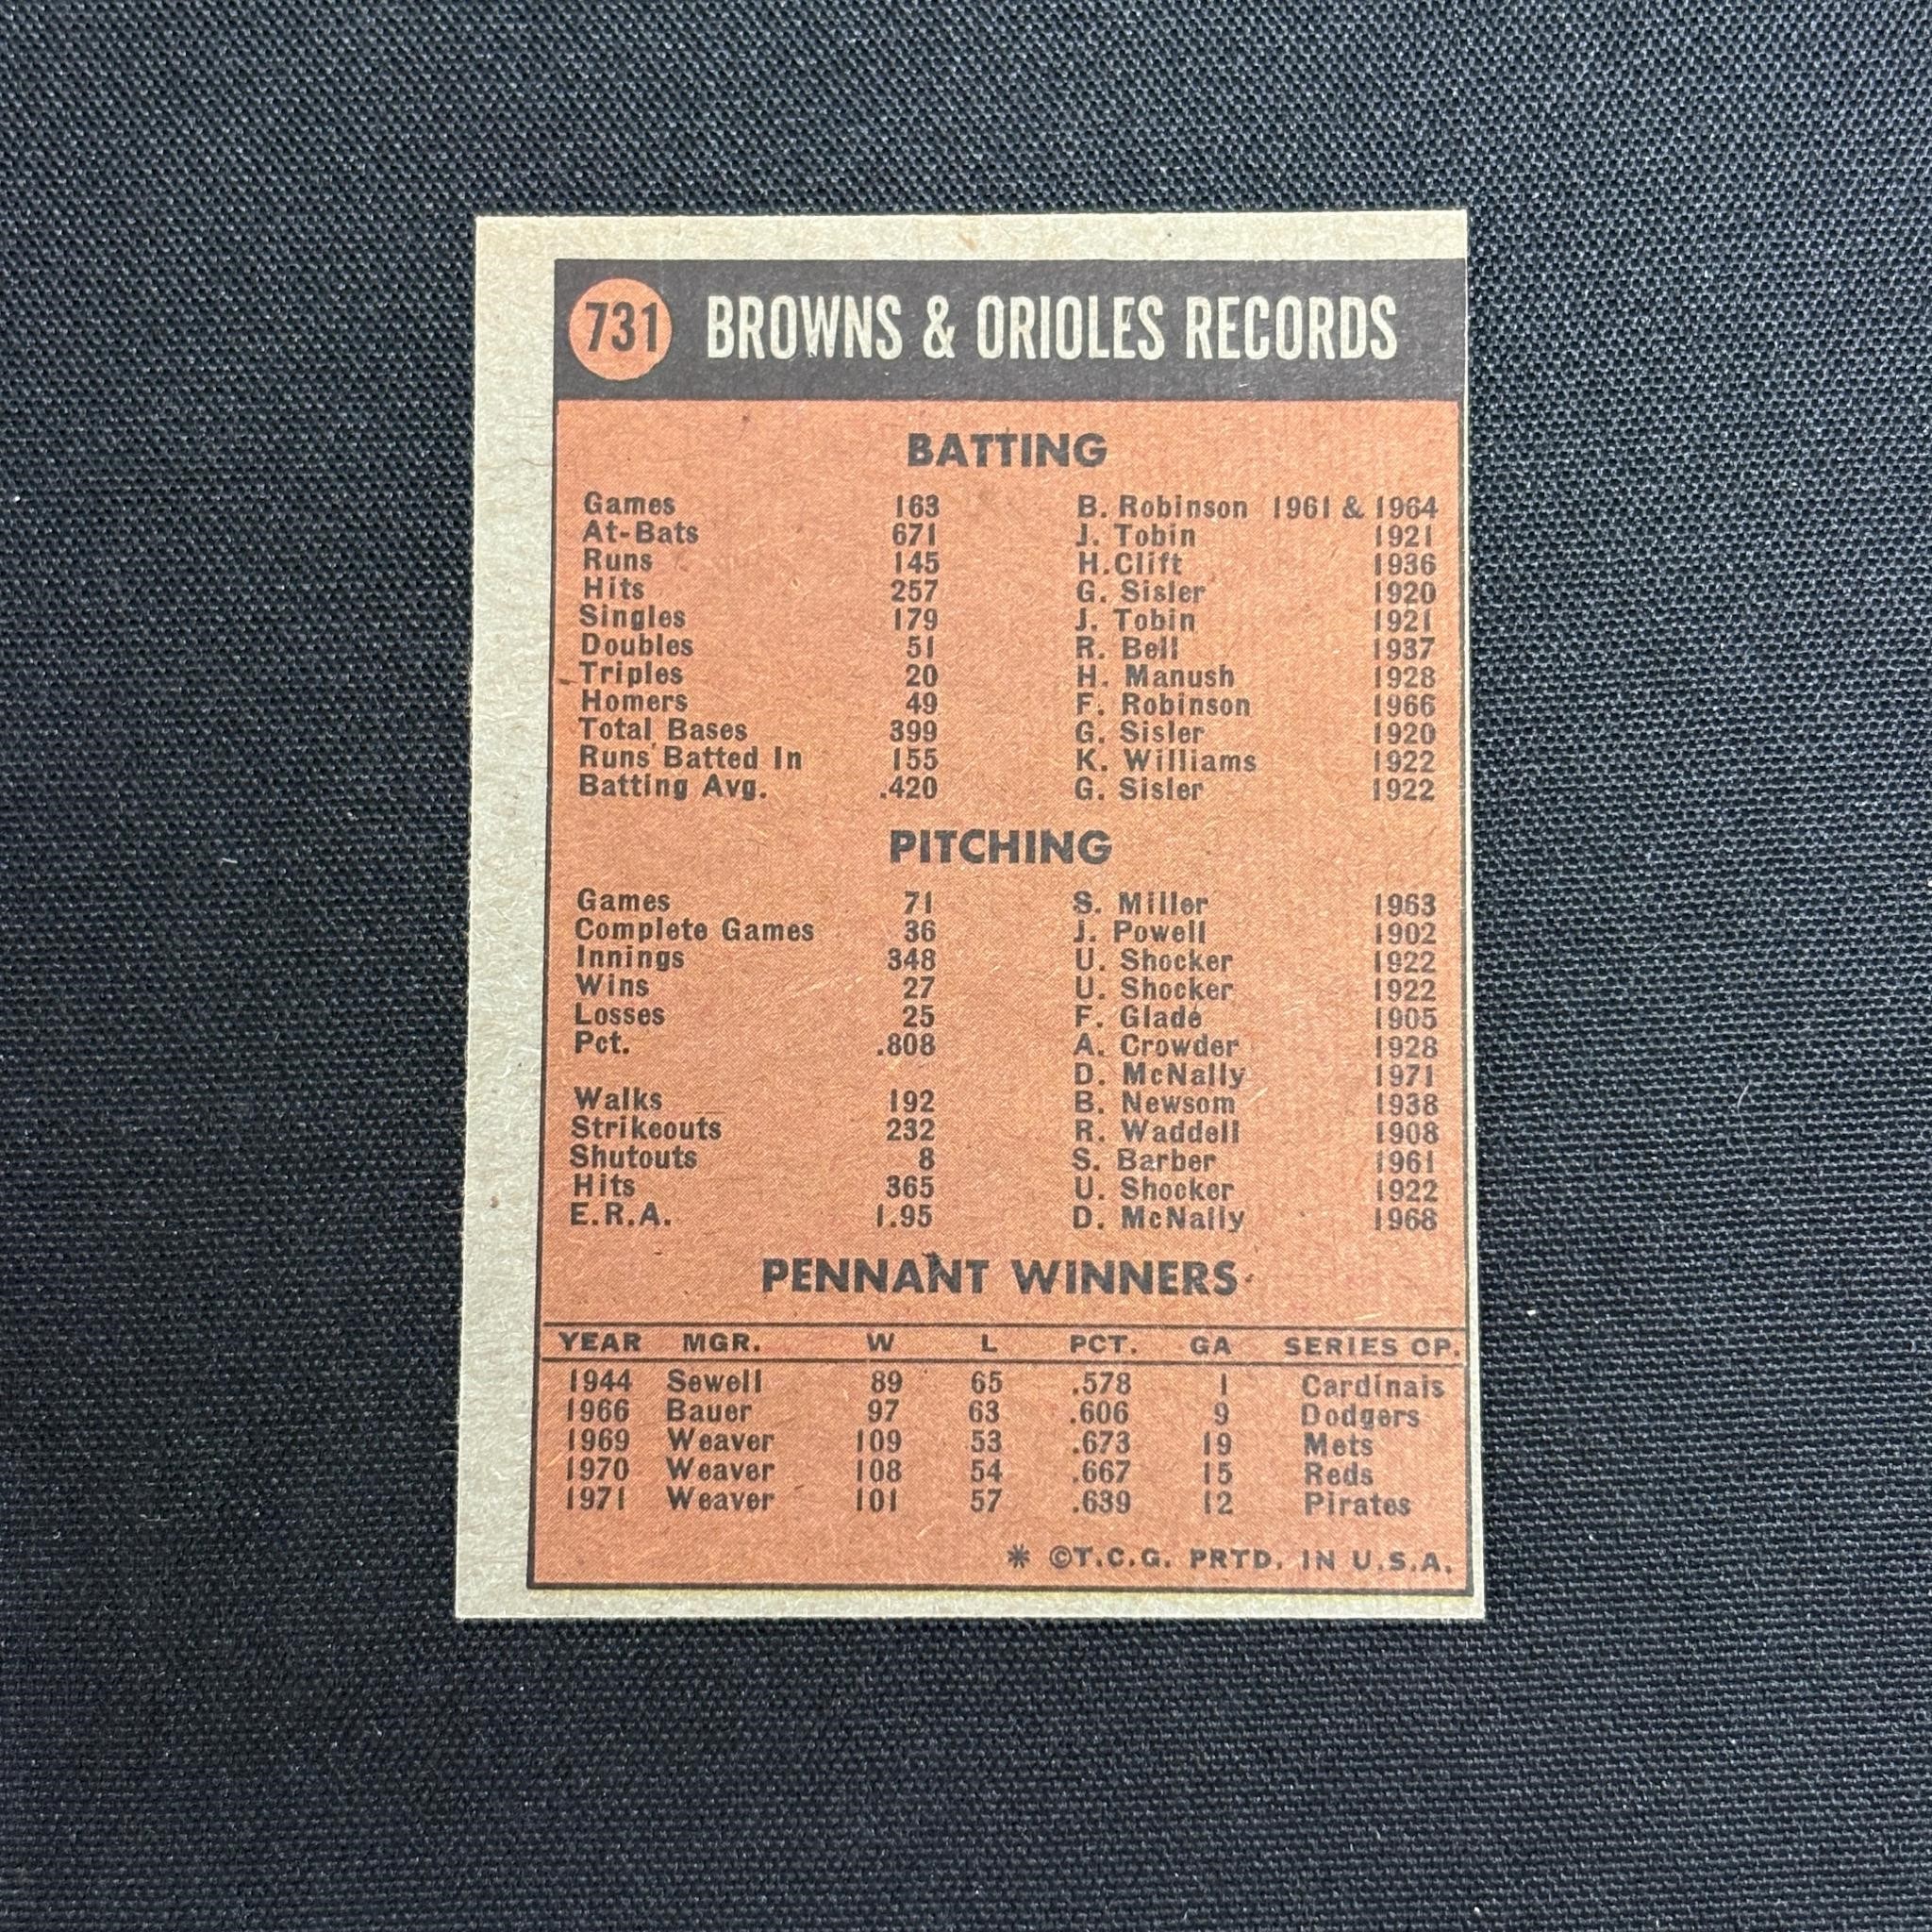 731 BROWNS & ORIOLES RECORDS
BATTING
Games 163 B. Robinson 1961 & 1964
At-Bats 671 J. Tobin 1921
Runs 145 H.Clift 1936
Hits 257 G. Sisler 1920
Singles 179 J. Tobin 1921
Doubles 51 R. Bell 1937
Triples 20 H. Manush 1928
Homers 49 F. Robinson 1966
Total Bases 399 G. Sisler 1920
Runs Batted In 155 K. Williams 1922
Batting Avg. .420 G. Sisler 1922
PITCHING
Games 71 S. Miller 1963
Complete Games 36 J. Powell 1902
Innings 348 U. Shocker 1922
Wins 27 U. Shocker 1922
Losses 25 F. Glade 1905
Pct. .808 A. Crowder 1928
D. McNally 1971
Walks 192 B. Newsom 1938
Strikeouts 232 R. Waddell 1908
Shutouts 8 S. Barber 1961
Hits 365 U. Shocker 1922
E.R.A. 1.95 D. McNally 1968
PENNANT WINNERS
YEAR MGR. W L PCT. GA SERIES OP.
1944 Sewell 89 65 .578 1 Cardinals
1966 Bauer 97 63 .606 9 Dodgers
1969 Weaver 109 53 .673 19 Mets
1970 Weaver 108 54 .667 15 Reds
1971 Weaver 101 57 .639 12 Pirates
* ©T.C.G. PRTD. IN U.S.A.